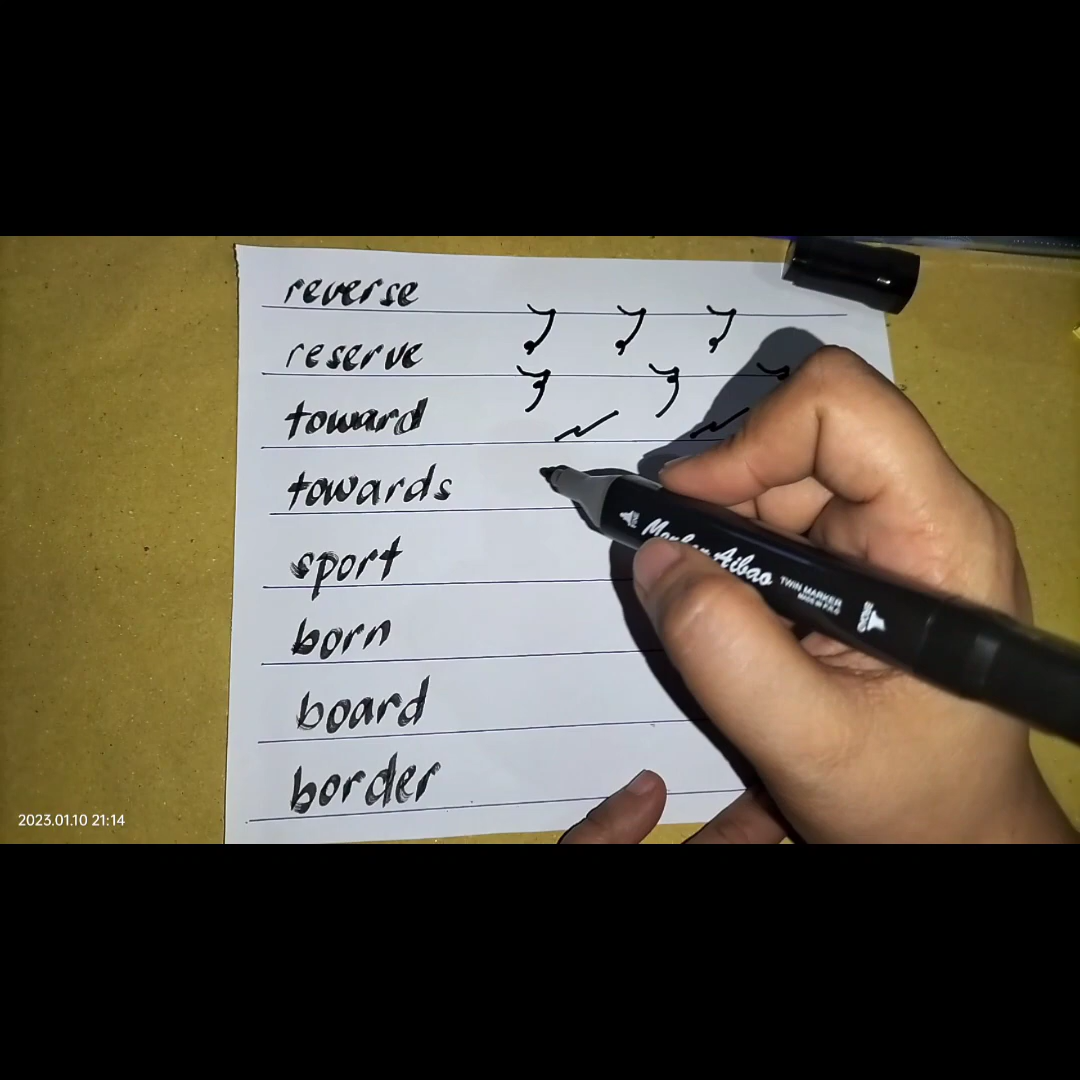 reverse
reserve
toward
towards
sport
born
board
border
Marker Aibao
TWIN MARKER
2023.01.10 21:14